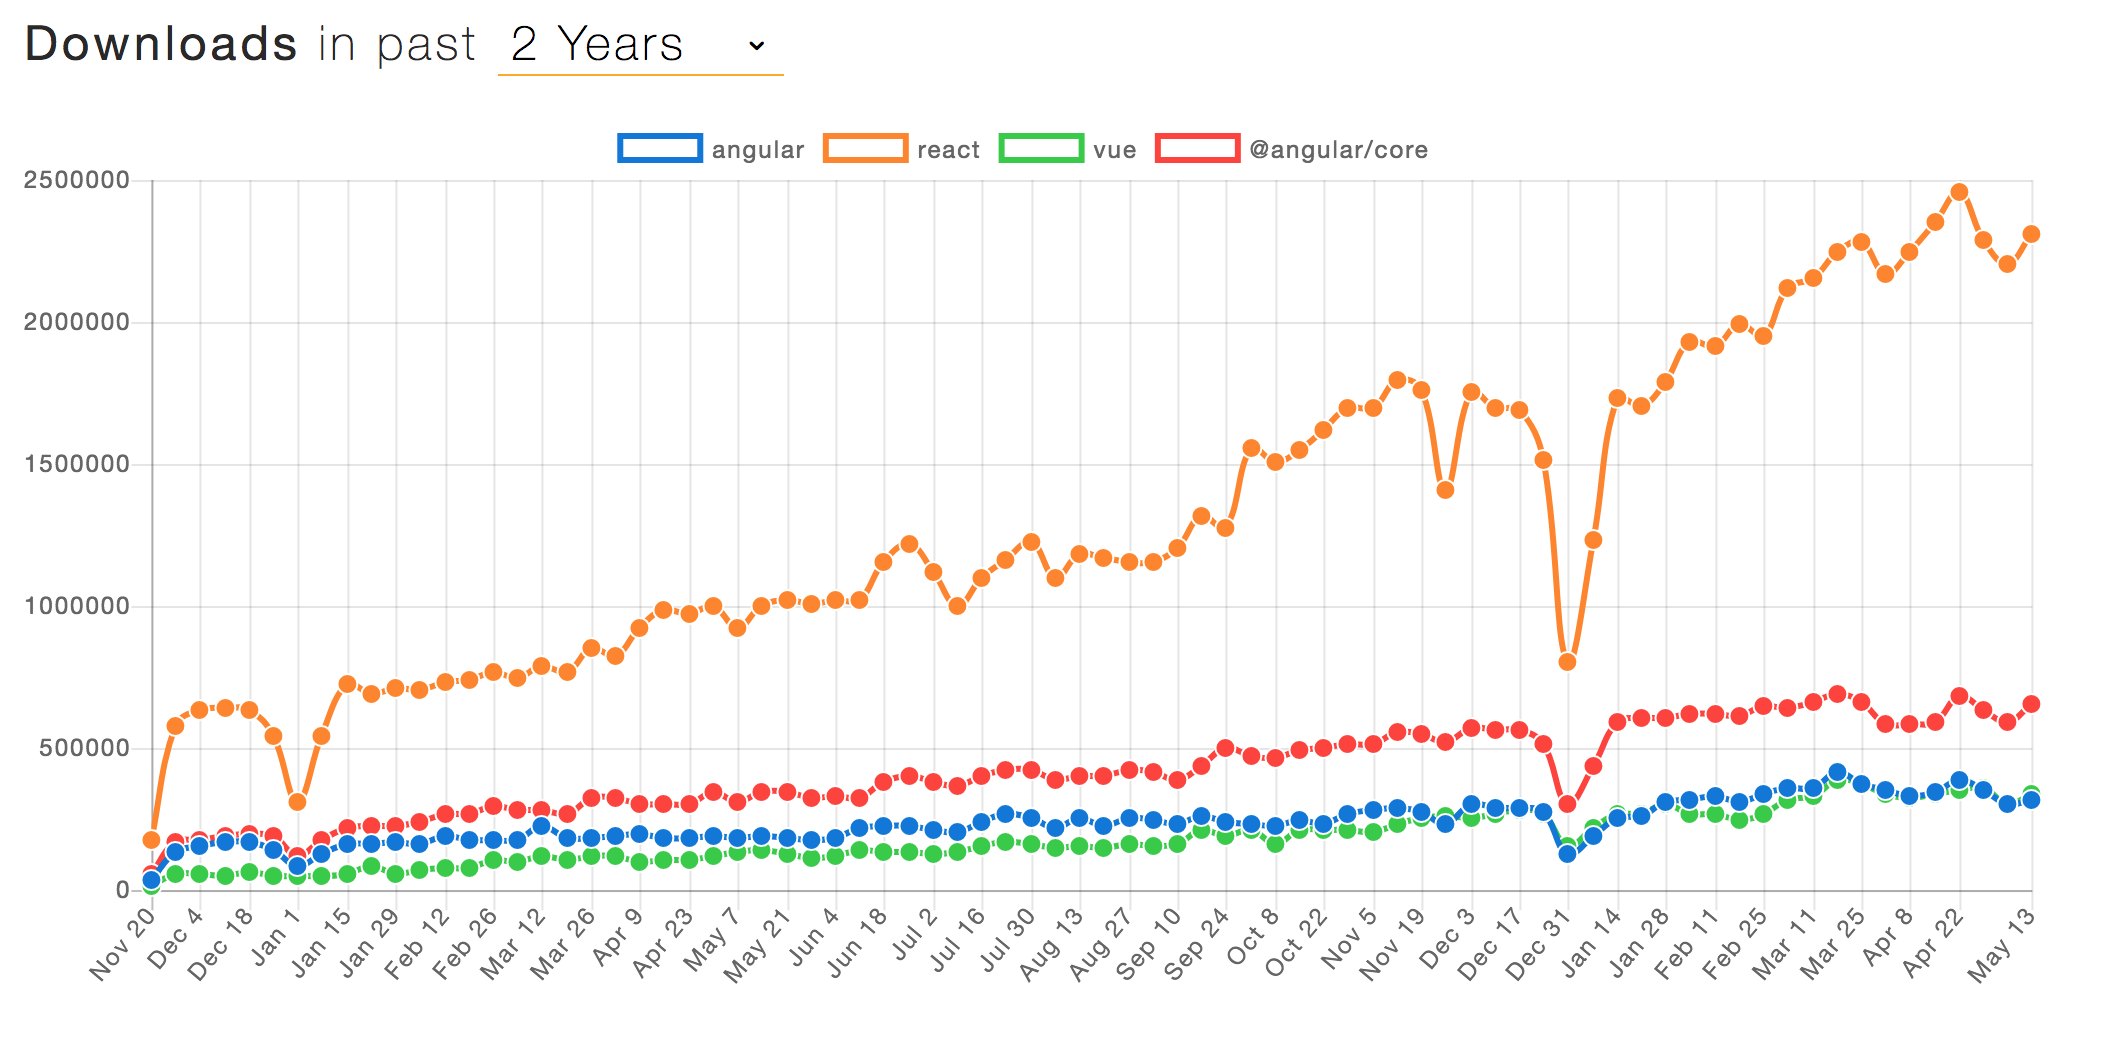 Downloads in past 2 Years
angular react vue @angular/core
2500000
2000000
1500000
1000000
500000
0
Nov 20 Dec 4 Dec 18 Jan 1 Jan 15 Jan 29 Feb 12 Feb 26 Mar 12 Mar 26 Apr 9 Apr 23 May 7 May 21 Jun 4 Jun 18 Jul 2 Jul 16 Jul 30 Aug 13 Aug 27 Sep 10 Sep 24 Oct 8 Oct 22 Nov 5 Nov 19 Dec 3 Dec 17 Dec 31 Jan 14 Jan 28 Feb 11 Feb 25 Mar 11 Mar 25 Apr 8 Apr 22 May 13